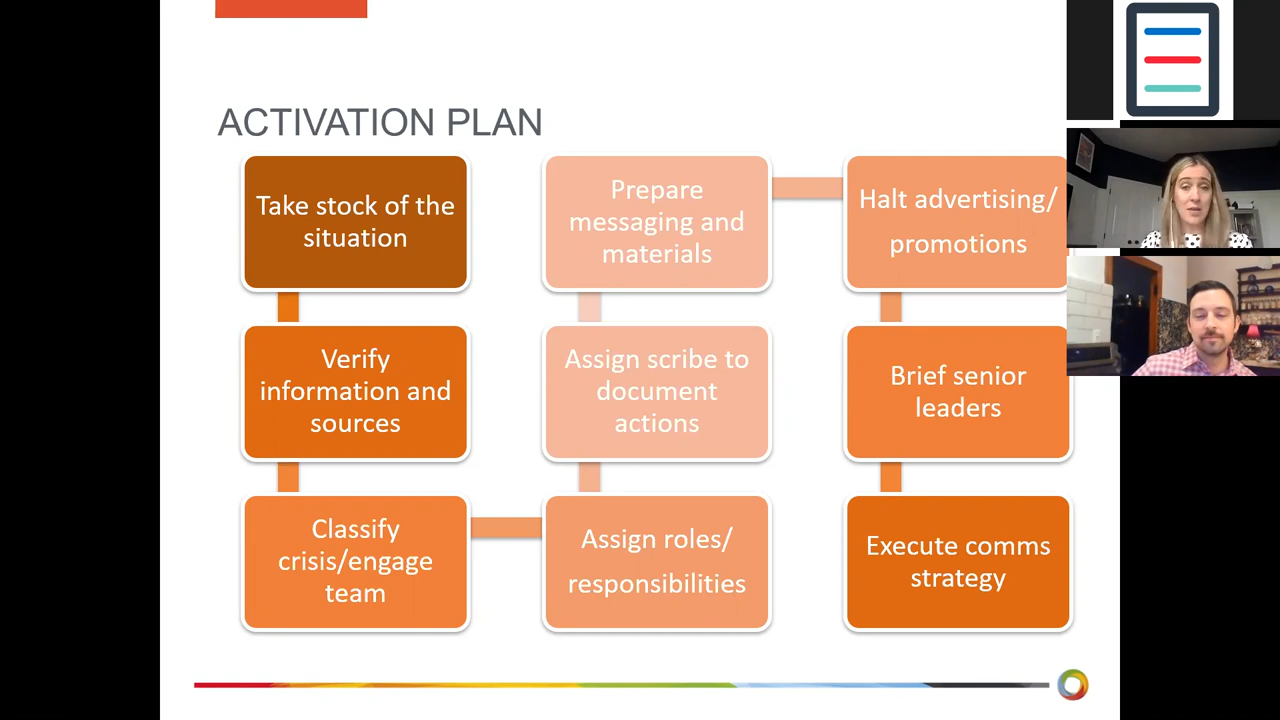 ACTIVATION PLAN
Take stock of the
situation
Verify
information and
sources
Classify
crisis/engage
team
Assign roles/
responsibilities
Assign scribe to
document
actions
Prepare
messaging and
materials
Halt advertising/
promotions
Brief senior
leaders
Execute comms
strategy